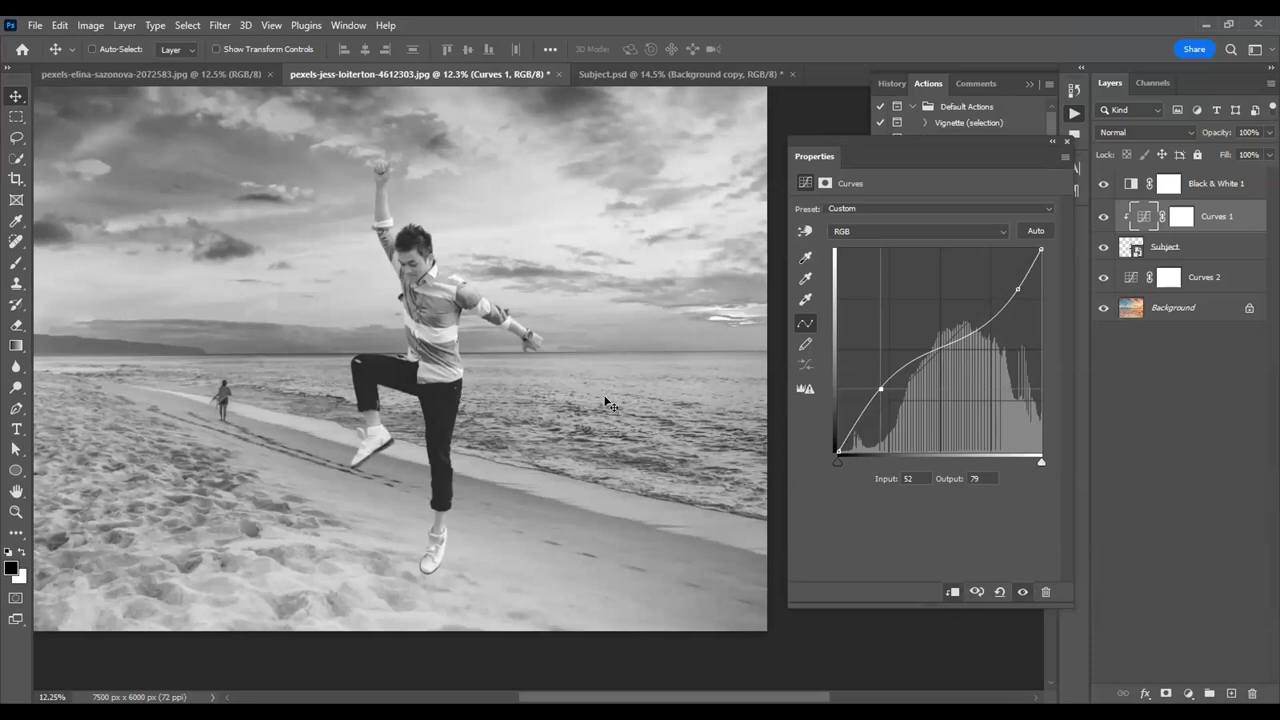 Ps File Edit Image Layer Type Select Filter 3D View Plugins Window Help
Auto-Select: Layer Show Transform Controls 3D Mode: Share
pexels-elina-sazonova-2072583.jpg @ 12.5% (RGB/8) × pexels-jess-loiterton-4612303.jpg @ 12.3% (Curves 1, RGB/8) * × Subject.psd @ 14.5% (Background copy, RGB/8) * ×
History Actions Comments
Default Actions
Vignette (selection)
Properties
Curves
Preset: Custom
RGB Auto
Input: 52 Output: 79
Layers Channels
Kind
Normal Opacity: 100%
Lock: Fill: 100%
Black & White 1
Curves 1
Subject
Curves 2
Background
12.25% 7500 px x 6000 px (72 ppi)